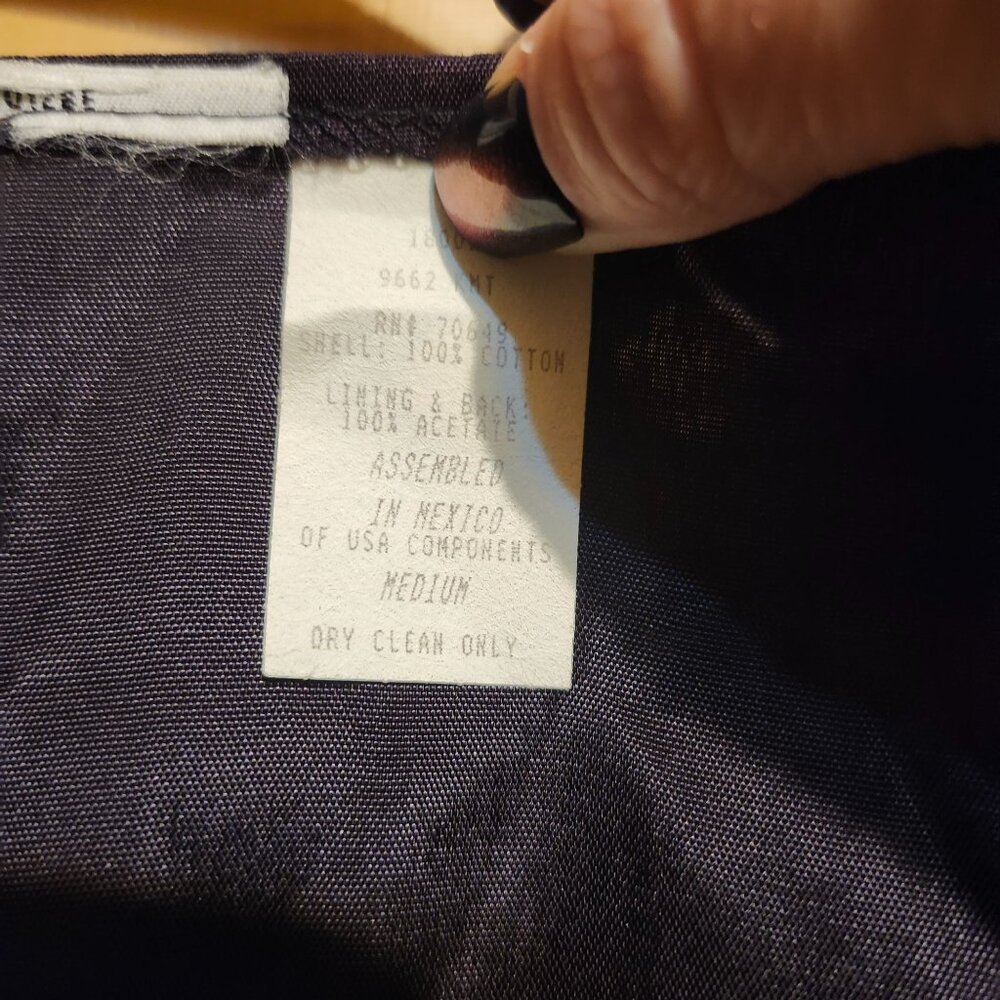 9662
RN# 70649
SHELL: 100% COTTON
LINING & BACK:
100% ACETATE
ASSEMBLED
IN MEXICO
OF USA COMPONENTS
MEDIUM
DRY CLEAN ONLY